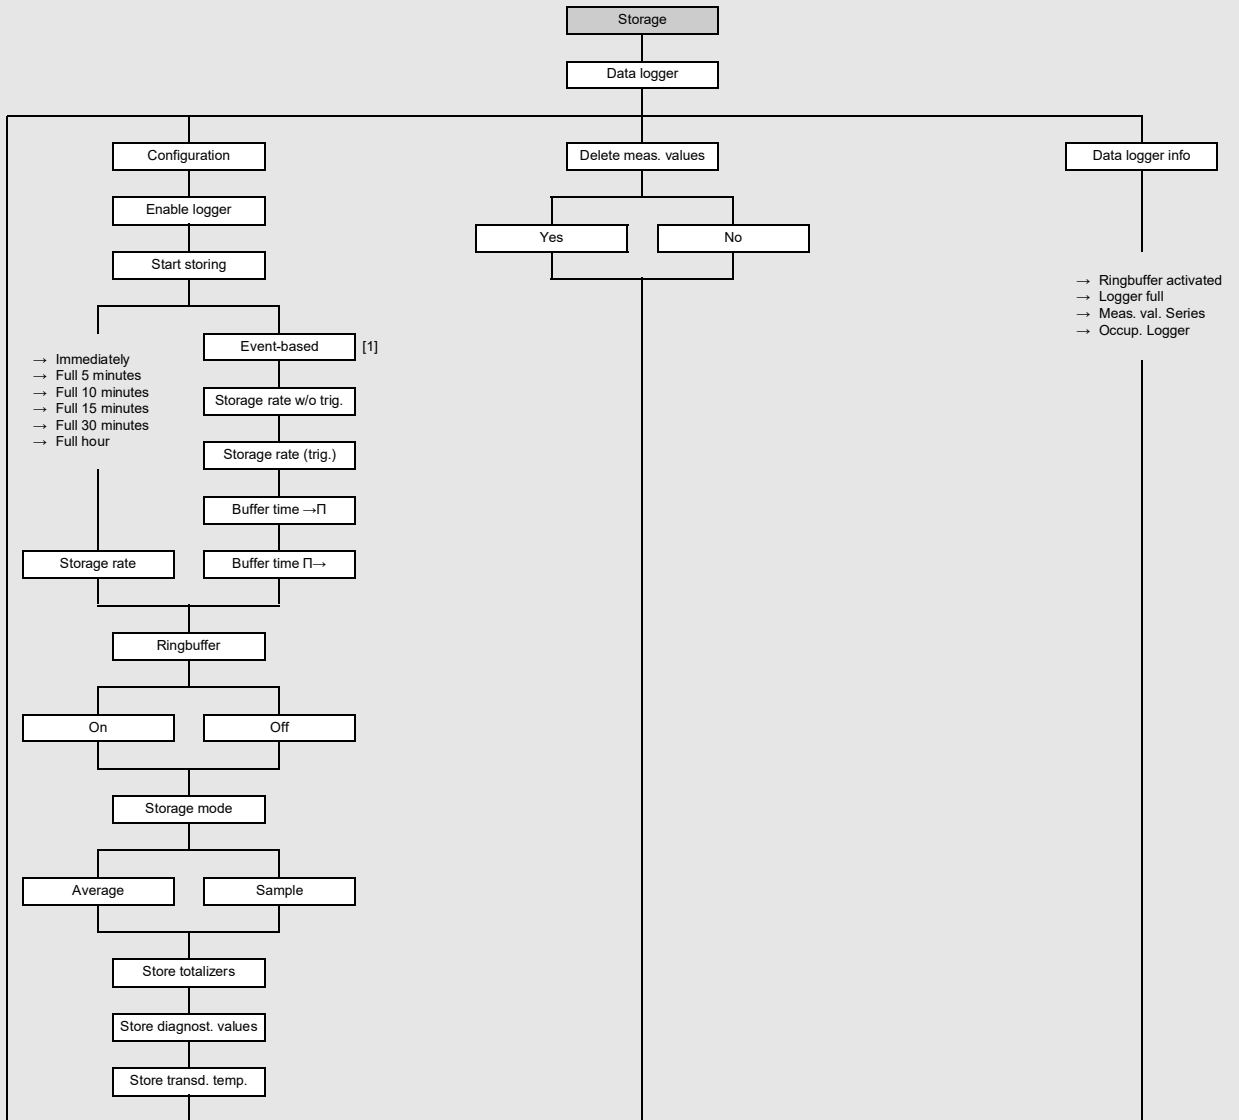 Storage
Data logger
Configuration
Delete meas. values
Data logger info
Enable logger
Yes
No
Start storing
→ Ringbuffer activated
→ Logger full
→ Meas. val. Series
→ Occup. Logger
→ Immediately
→ Full 5 minutes
→ Full 10 minutes
→ Full 15 minutes
→ Full 30 minutes
→ Full hour
Event-based [1]
Storage rate w/o trig.
Storage rate (trig.)
Buffer time →Π
Storage rate
Buffer time Π→
Ringbuffer
On
Off
Storage mode
Average
Sample
Store totalizers
Store diagnost. values
Store transd. temp.